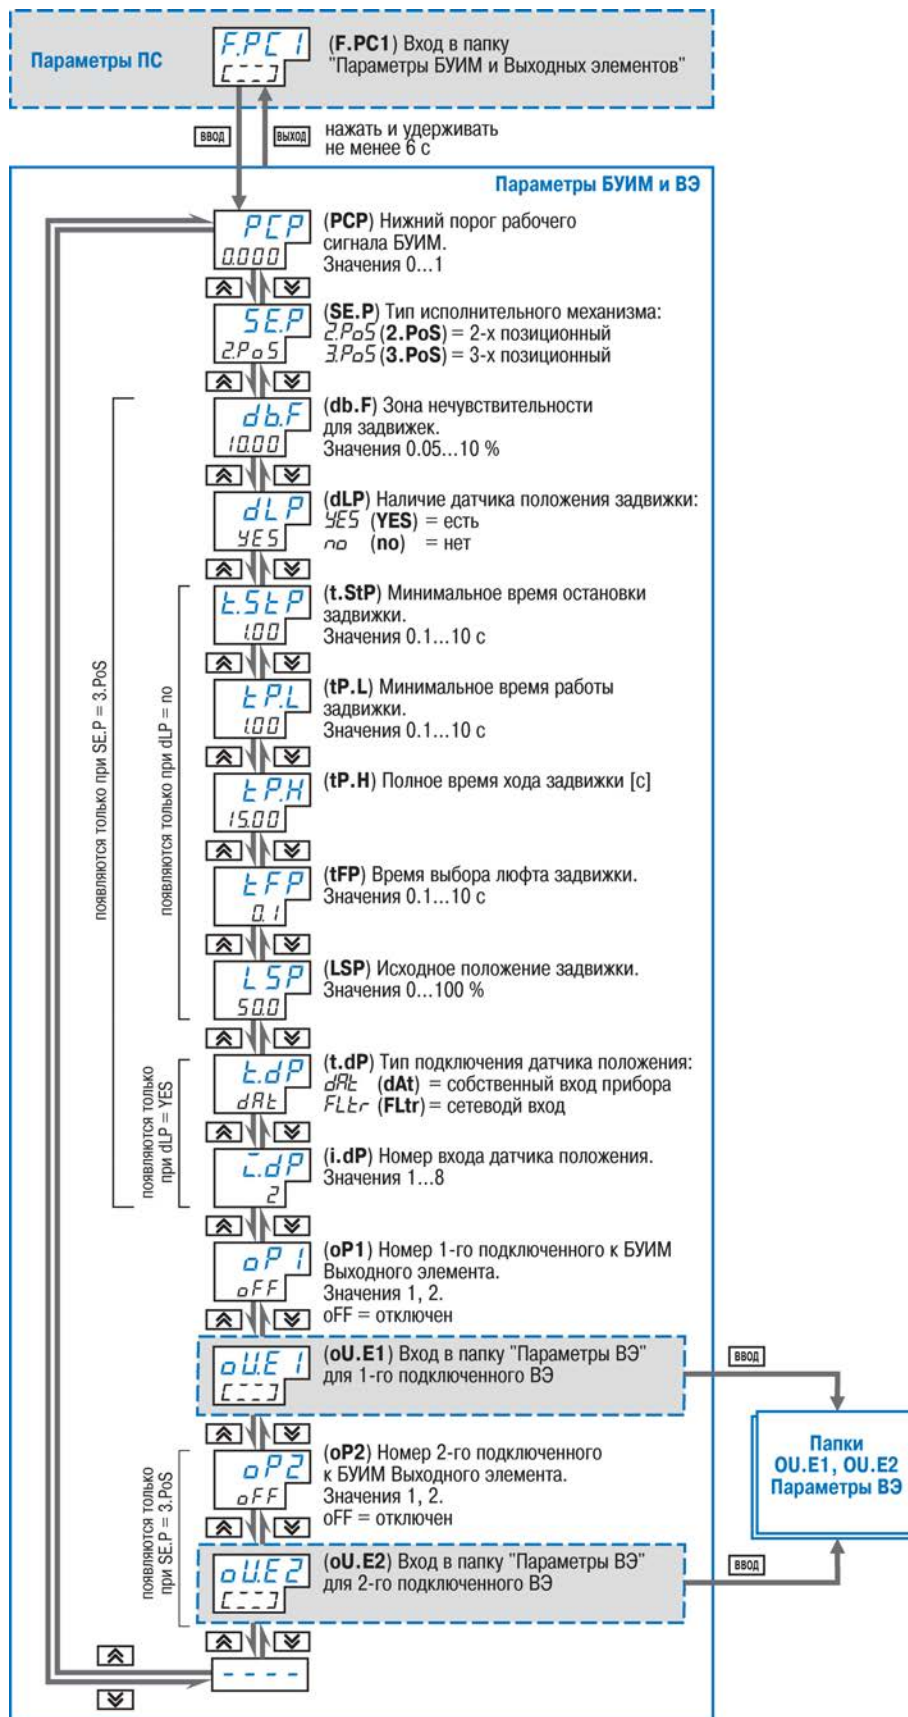 Параметры ПС
F.PC1
(F.PC1) Вход в папку
"Параметры БУИМ и Выходных элементов"
ВВОД
ВЫХОД
нажать и удерживать
не менее 6 с
Параметры БУИМ и ВЭ
PCP
0.000
(PCP) Нижний порог рабочего
сигнала БУИМ.
Значения 0...1
SE.P
2.PoS
(SE.P) Тип исполнительного механизма:
2.PoS (2.PoS) = 2-х позиционный
3.PoS (3.PoS) = 3-х позиционный
появляются только при SE.P = 3.PoS
db.F
10.00
(db.F) Зона нечувствительности
для задвижек.
Значения 0.05...10 %
dLP
YES
(dLP) Наличие датчика положения задвижки:
YES (YES) = есть
no (no) = нет
появляются только при dLP = no
t.StP
1.00
(t.StP) Минимальное время остановки
задвижки.
Значения 0.1...10 с
tP.L
1.00
(tP.L) Минимальное время работы
задвижки.
Значения 0.1...10 с
tP.H
15.00
(tP.H) Полное время хода задвижки [с]
tFP
0.1
(tFP) Время выбора люфта задвижки.
Значения 0.1...10 с
LSP
50.0
(LSP) Исходное положение задвижки.
Значения 0...100 %
появляются только
при dLP = YES
t.dP
dAt
(t.dP) Тип подключения датчика положения:
dAt (dAt) = собственный вход прибора
FLtr (FLtr) = сетеводй вход
i.dP
2
(i.dP) Номер входа датчика положения.
Значения 1...8
oP1
oFF
(oP1) Номер 1-го подключенного к БУИМ
Выходного элемента.
Значения 1, 2.
oFF = отключен
oU.E1
(oU.E1) Вход в папку "Параметры ВЭ"
для 1-го подключенного ВЭ
ВВОД
Папки
OU.E1, OU.E2
Параметры ВЭ
появляются только
при SE.P = 3.PoS
oP2
oFF
(oP2) Номер 2-го подключенного
к БУИМ Выходного элемента.
Значения 1, 2.
oFF = отключен
oU.E2
(oU.E2) Вход в папку "Параметры ВЭ"
для 2-го подключенного ВЭ
ВВОД
- - - -